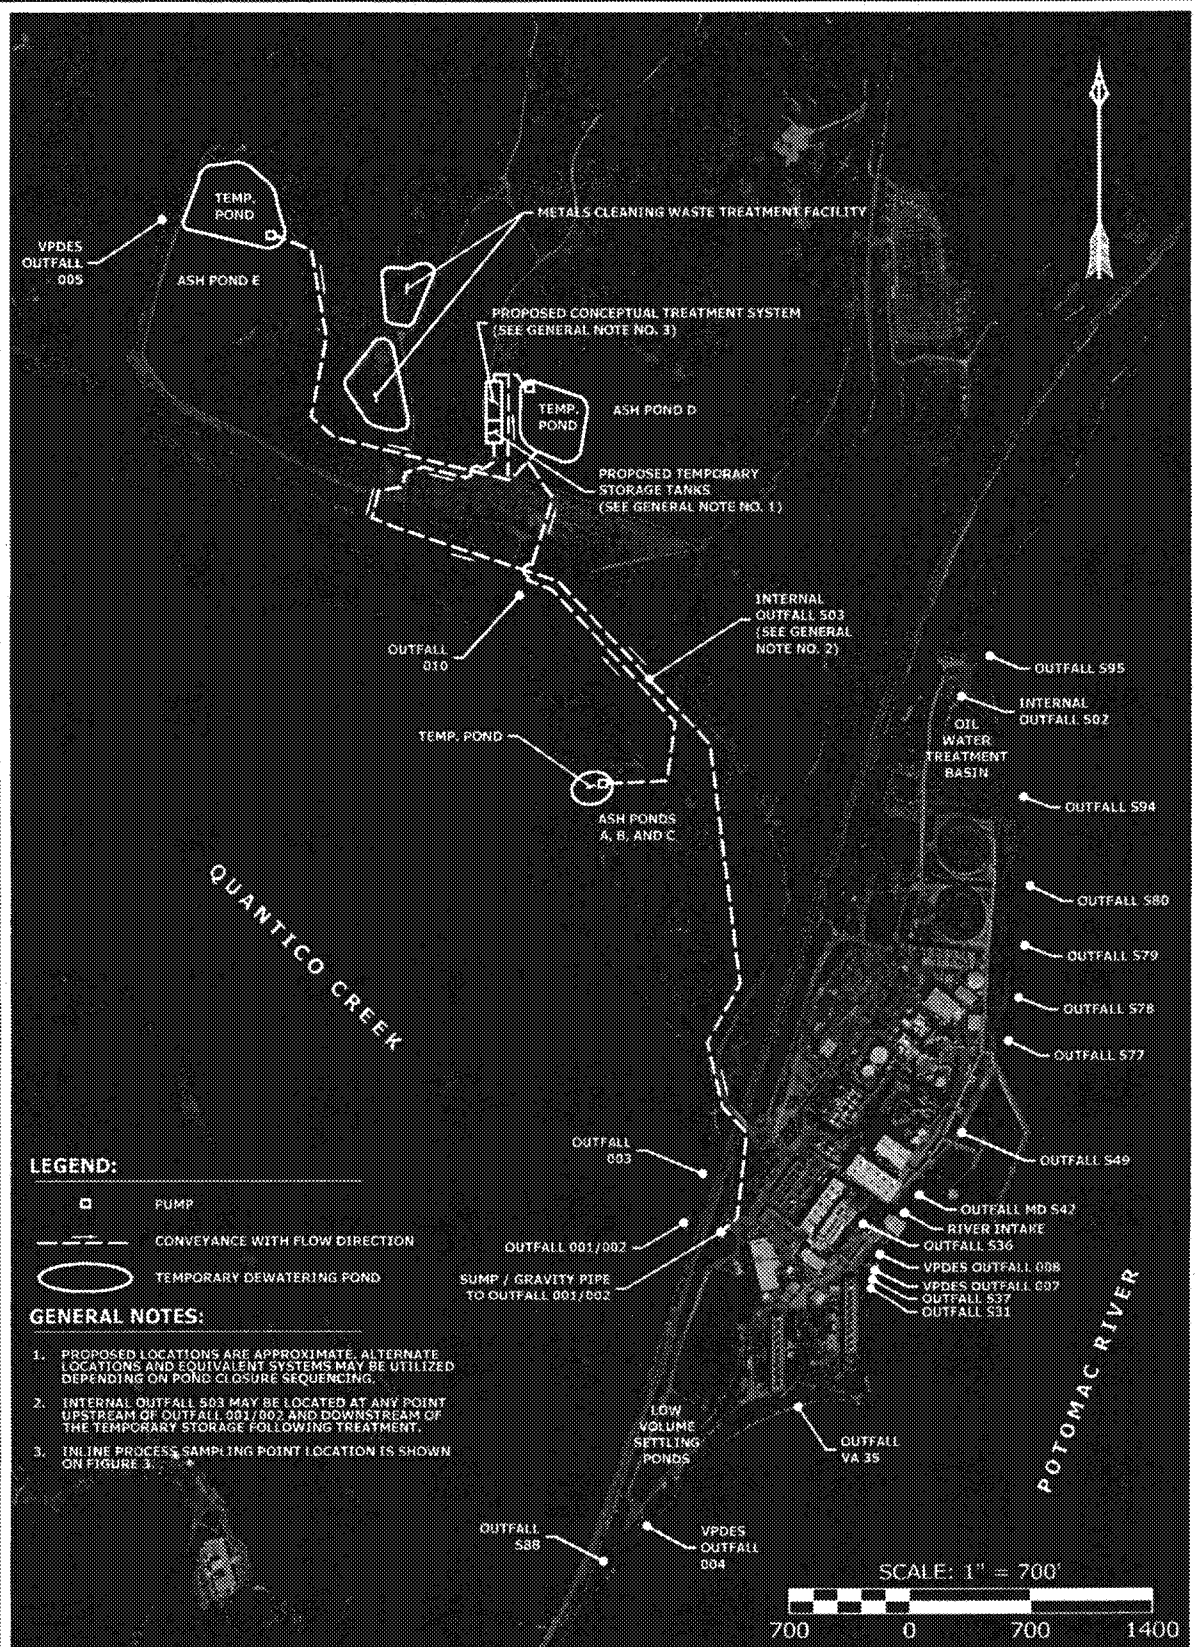 TEMP.
POND
VPDES
OUTFALL
005
ASH POND E
METALS CLEANING WASTE TREATMENT FACILITY
PROPOSED CONCEPTUAL TREATMENT SYSTEM
(SEE GENERAL NOTE NO. 3)
TEMP.
POND
ASH POND D
PROPOSED TEMPORARY
STORAGE TANKS
(SEE GENERAL NOTE NO. 1)
INTERNAL
OUTFALL 503
(SEE GENERAL
NOTE NO. 2)
OUTFALL
010
OUTFALL S95
INTERNAL
OUTFALL 502
OIL
WATER
TREATMENT
BASIN
TEMP. POND
OUTFALL S94
ASH PONDS
A, B, AND C
QUANTICO CREEK
OUTFALL S80
OUTFALL S79
OUTFALL S78
OUTFALL S77
OUTFALL
003
OUTFALL S49
OUTFALL MD S42
RIVER INTAKE
OUTFALL S36
OUTFALL 001/002
VPDES OUTFALL 008
VPDES OUTFALL 007
OUTFALL S37
OUTFALL S31
SUMP / GRAVITY PIPE
TO OUTFALL 001/002
POTOMAC RIVER
LEGEND:
PUMP
CONVEYANCE WITH FLOW DIRECTION
TEMPORARY DEWATERING POND
GENERAL NOTES:
1. PROPOSED LOCATIONS ARE APPROXIMATE. ALTERNATE
LOCATIONS AND EQUIVALENT SYSTEMS MAY BE UTILIZED
DEPENDING ON POND CLOSURE SEQUENCING.
2. INTERNAL OUTFALL 503 MAY BE LOCATED AT ANY POINT
UPSTREAM OF OUTFALL 001/002 AND DOWNSTREAM OF
THE TEMPORARY STORAGE FOLLOWING TREATMENT.
3. INLINE PROCESS SAMPLING POINT LOCATION IS SHOWN
ON FIGURE 3.
LOW
VOLUME
SETTLING
PONDS
OUTFALL
VA 35
OUTFALL
S88
VPDES
OUTFALL
004
SCALE: 1" = 700'
700 0 700 1400